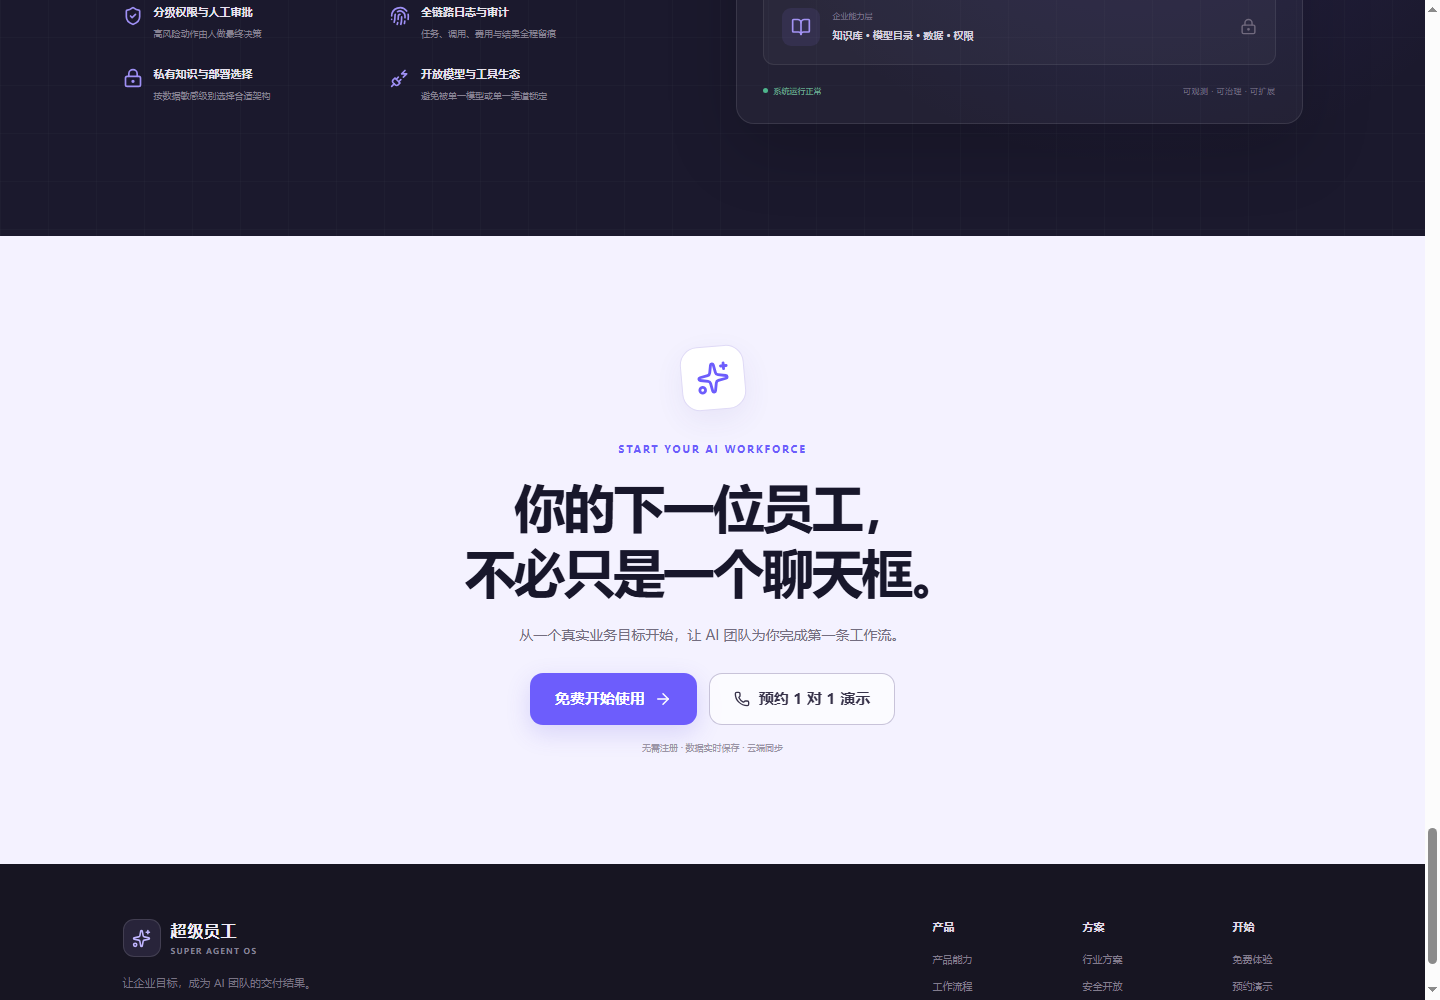 分级权限与人工审批
高风险动作由人做最终决策
全链路日志与审计
任务、调用、费用与结果全程留痕
私有知识与部署选择
按数据敏感级别选择合适架构
开放模型与工具生态
避免被单一模型或单一渠道锁定
企业能力层
知识库 • 模型目录 • 数据 • 权限
系统运行正常
可观测 · 可治理 · 可扩展
START YOUR AI WORKFORCE
你的下一位员工，
不必只是一个聊天框。
从一个真实业务目标开始，让 AI 团队为你完成第一条工作流。
免费开始使用
预约 1 对 1 演示
无需注册 · 数据实时保存 · 云端同步
超级员工
SUPER AGENT OS
让企业目标，成为 AI 团队的交付结果。
产品
产品能力
工作流程
方案
行业方案
安全开放
开始
免费体验
预约演示